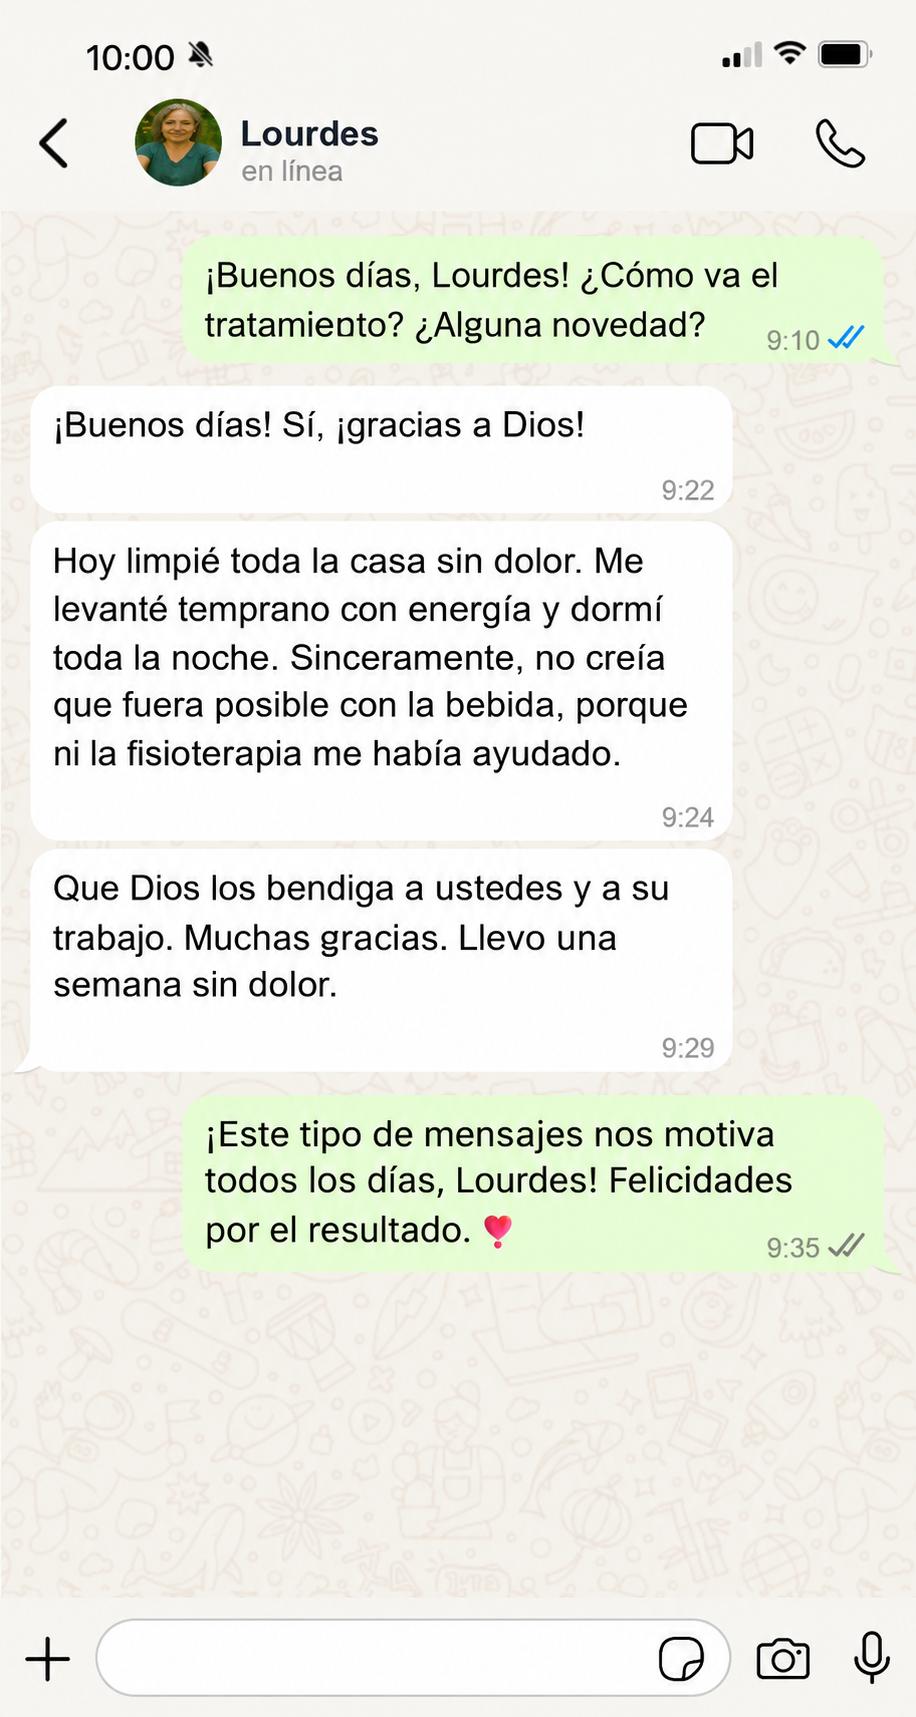 10:00
Lourdes
en línea
¡Buenos días, Lourdes! ¿Cómo va el
tratamiento? ¿Alguna novedad?
9:10
¡Buenos días! Sí, ¡gracias a Dios!
9:22
Hoy limpié toda la casa sin dolor. Me
levanté temprano con energía y dormí
toda la noche. Sinceramente, no creía
que fuera posible con la bebida, porque
ni la fisioterapia me había ayudado.
9:24
Que Dios los bendiga a ustedes y a su
trabajo. Muchas gracias. Llevo una
semana sin dolor.
9:29
¡Este tipo de mensajes nos motiva
todos los días, Lourdes! Felicidades
por el resultado.
9:35